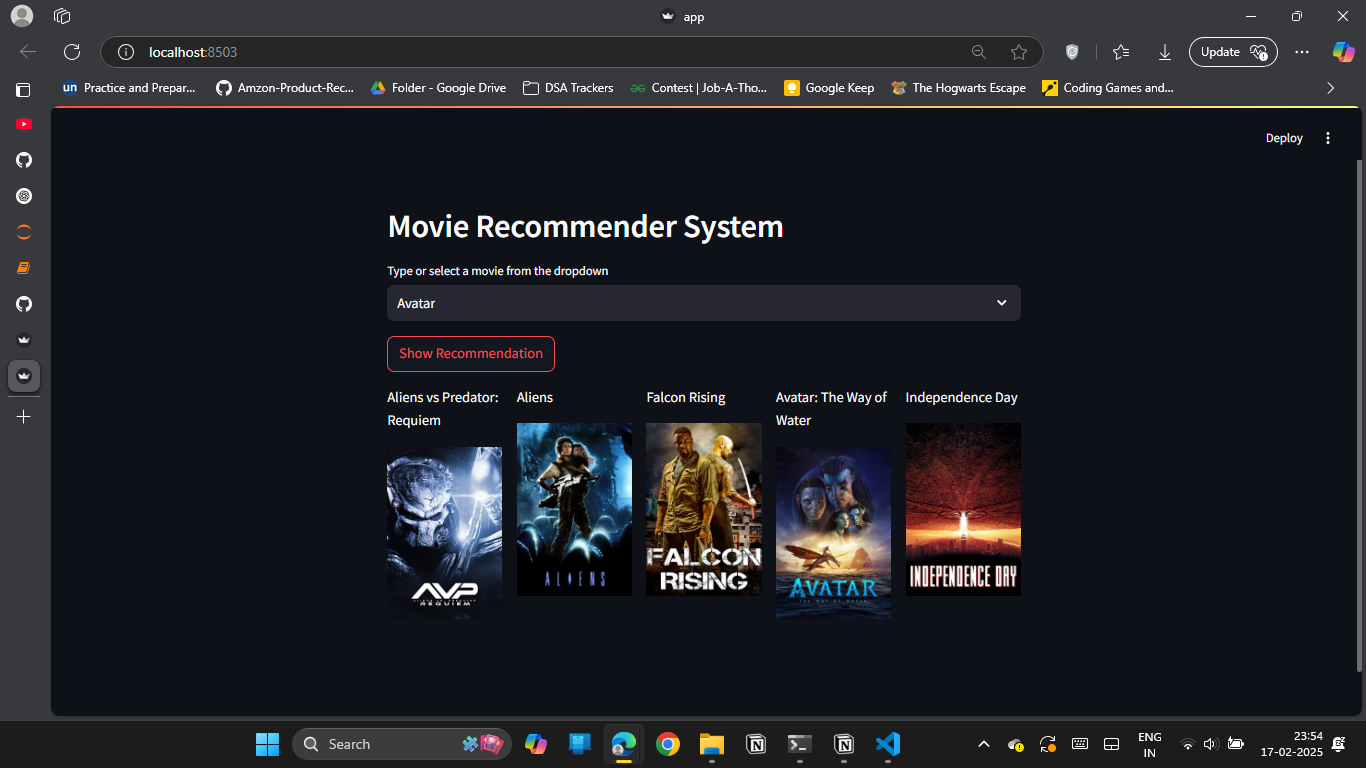 app
localhost:8503
Update
un Practice and Prepar...
Amzon-Product-Rec...
Folder - Google Drive
DSA Trackers
Contest | Job-A-Tho...
Google Keep
The Hogwarts Escape
Coding Games and...
Deploy
Movie Recommender System
Type or select a movie from the dropdown
Avatar
Show Recommendation
Aliens vs Predator:
Requiem
AVP
REQUIEM
Aliens
ALIENS
Falcon Rising
FALCON
RISING
Avatar: The Way of
Water
AVATAR
THE WAY OF WATER
Independence Day
INDEPENDENCE DAY
Search
ENG
IN
23:54
17-02-2025